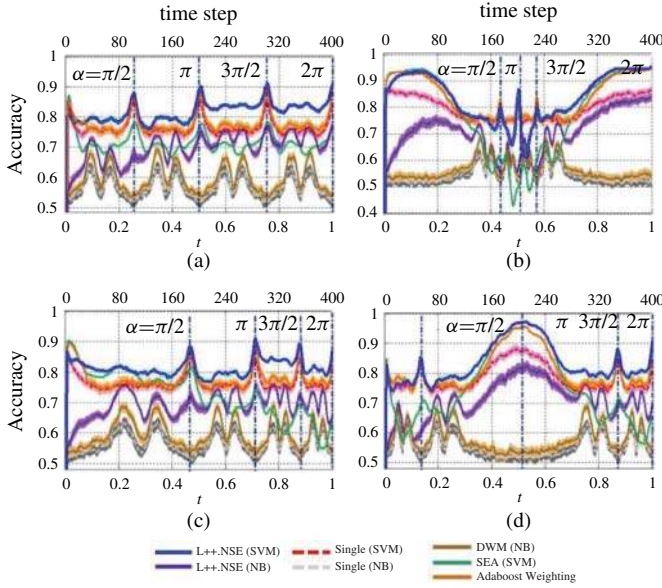 time step time step
0 80 160 240 320 400 0 80 160 240 320 400
α=π/2 π 3π/2 2π α=π/2 π 3π/2 2π
Accuracy
1 0.9 0.8 0.7 0.6 0.5 1 0.9 0.8 0.7 0.6 0.5 0.4
0 0.2 0.4 0.6 0.8 1 0 0.2 0.4 0.6 0.8 1
t t
(a) (b)
0 80 160 240 320 400 0 80 160 240 320 400
α=π/2 π 3π/2 2π α=π/2 π 3π/2 2π
Accuracy
1 0.9 0.8 0.7 0.6 0.5 1 0.9 0.8 0.7 0.6 0.5
0 0.2 0.4 0.6 0.8 1 0 0.2 0.4 0.6 0.8 1
t t
(c) (d)
L++.NSE (SVM) Single (SVM) DWM (NB)
L++.NSE (NB) Single (NB) SEA (SVM)
Adaboost Weighting